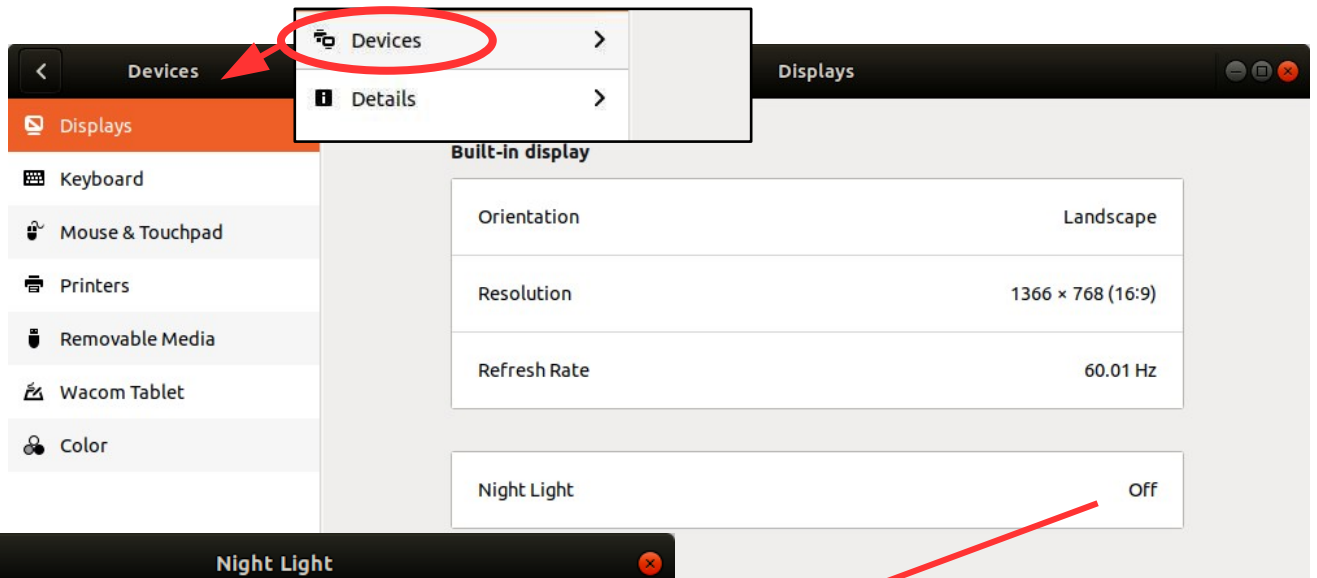 Devices
Details
Devices
Displays
Displays
Keyboard
Mouse & Touchpad
Printers
Removable Media
Wacom Tablet
Color
Built-in display
Orientation Landscape
Resolution 1366 × 768 (16:9)
Refresh Rate 60.01 Hz
Night Light Off
Night Light